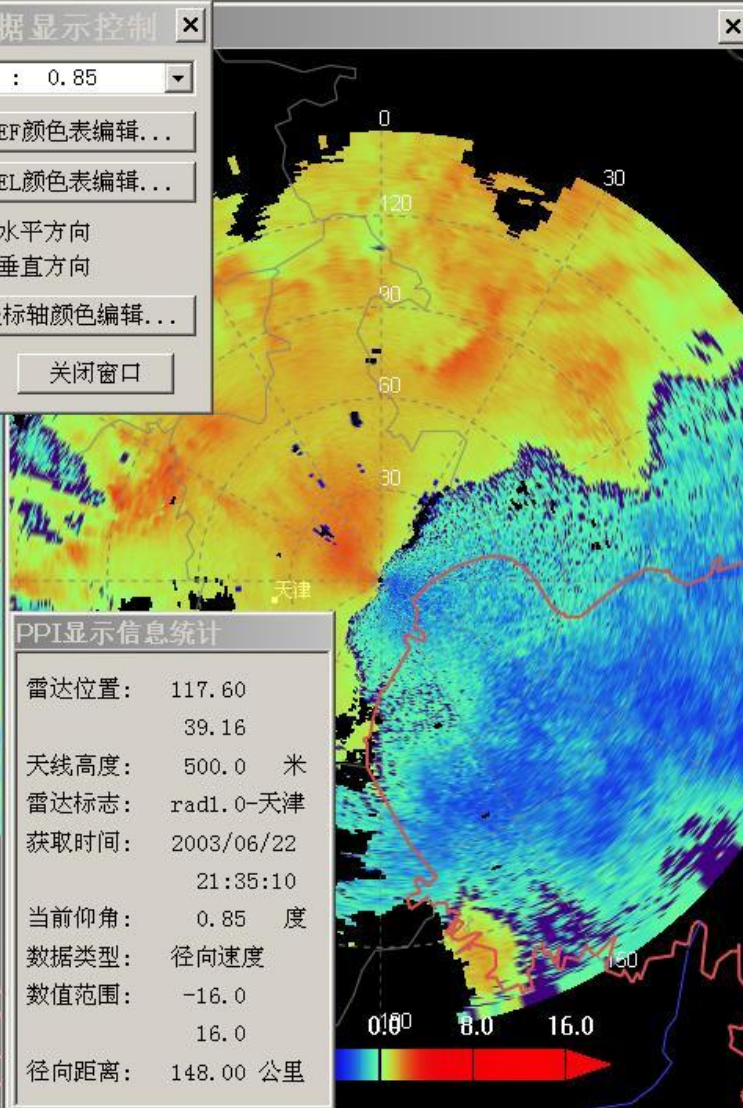 据显示控制
: 0.85
EF颜色表编辑...
EL颜色表编辑...
水平方向
垂直方向
标轴颜色编辑...
关闭窗口
0
30
120
90
60
30
天津
PPI显示信息统计
雷达位置: 117.60
39.16
天线高度: 500.0 米
雷达标志: rad1.0-天津
获取时间: 2003/06/22
21:35:10
当前仰角: 0.85 度
数据类型: 径向速度
数值范围: -16.0
16.0
径向距离: 148.00 公里
150
180
0.0 8.0 16.0